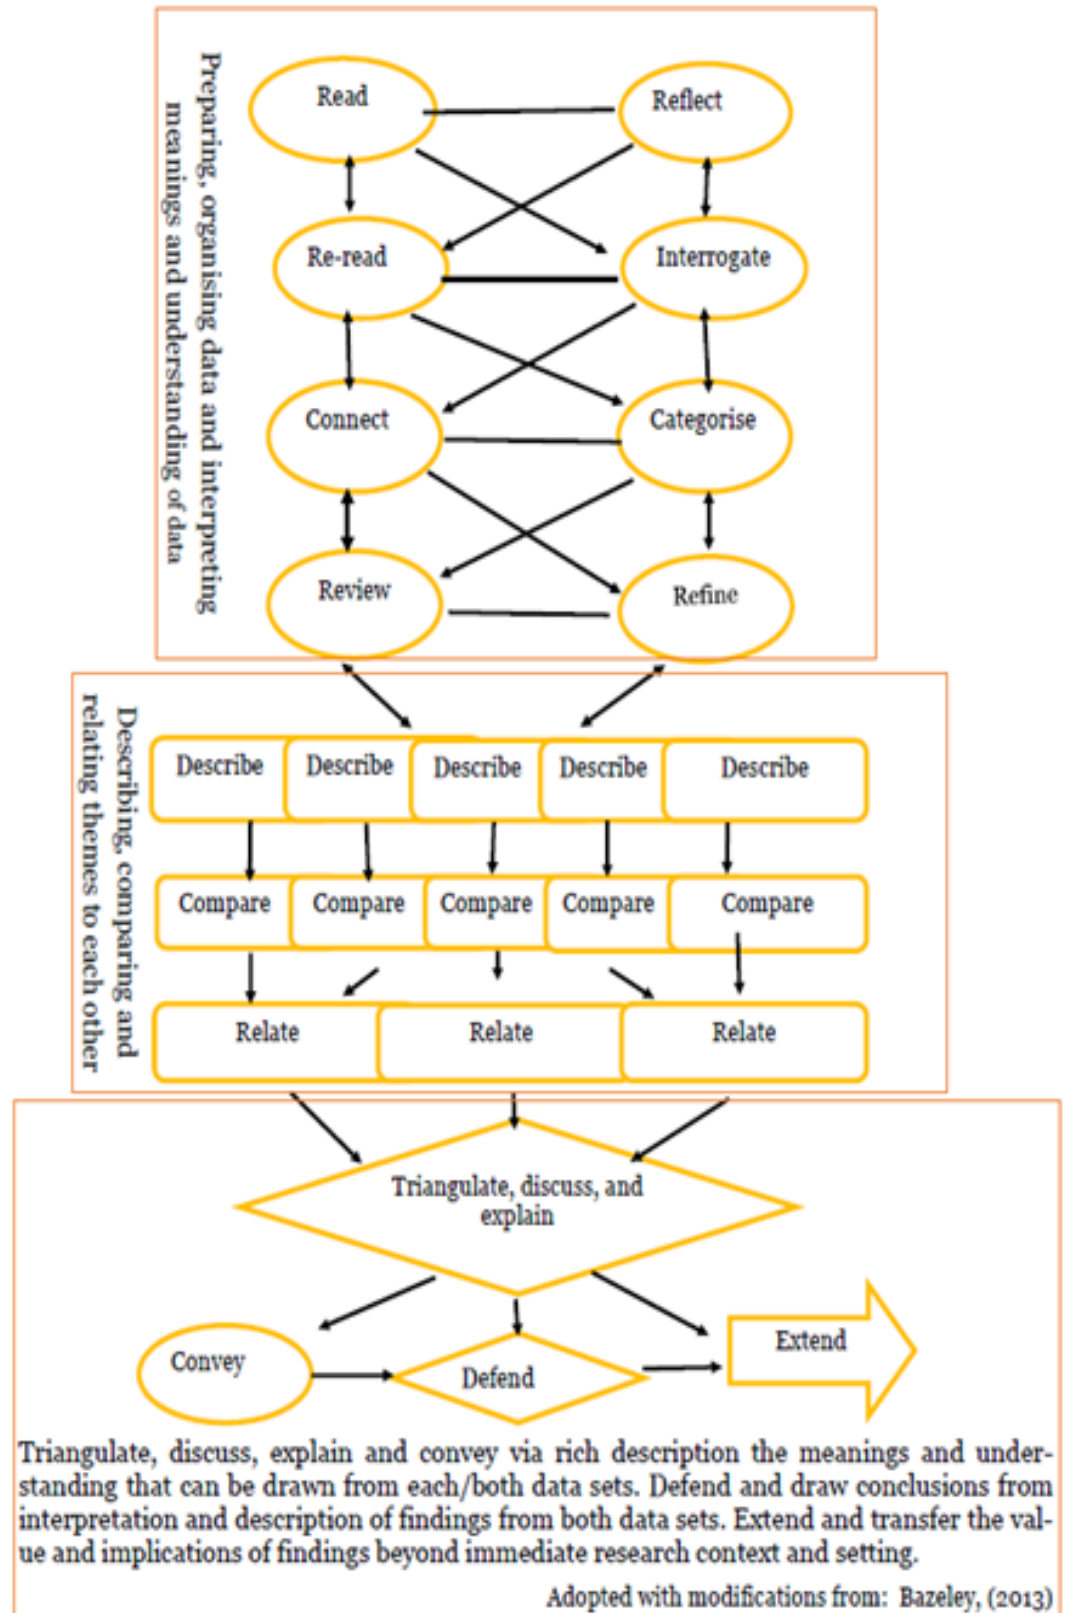 Preparing, organising data and interpreting
meanings and understanding of data
Read
Reflect
Re-read
Interrogate
Connect
Categorise
Review
Refine
Describing, comparing and
relating themes to each other
Describe
Describe
Describe
Describe
Describe
Compare
Compare
Compare
Compare
Compare
Relate
Relate
Relate
Triangulate, discuss, and
explain
Convey
Defend
Extend
Triangulate, discuss, explain and convey via rich description the meanings and under-
standing that can be drawn from each/both data sets. Defend and draw conclusions from
interpretation and description of findings from both data sets. Extend and transfer the val-
ue and implications of findings beyond immediate research context and setting.
Adopted with modifications from: Bazeley, (2013)